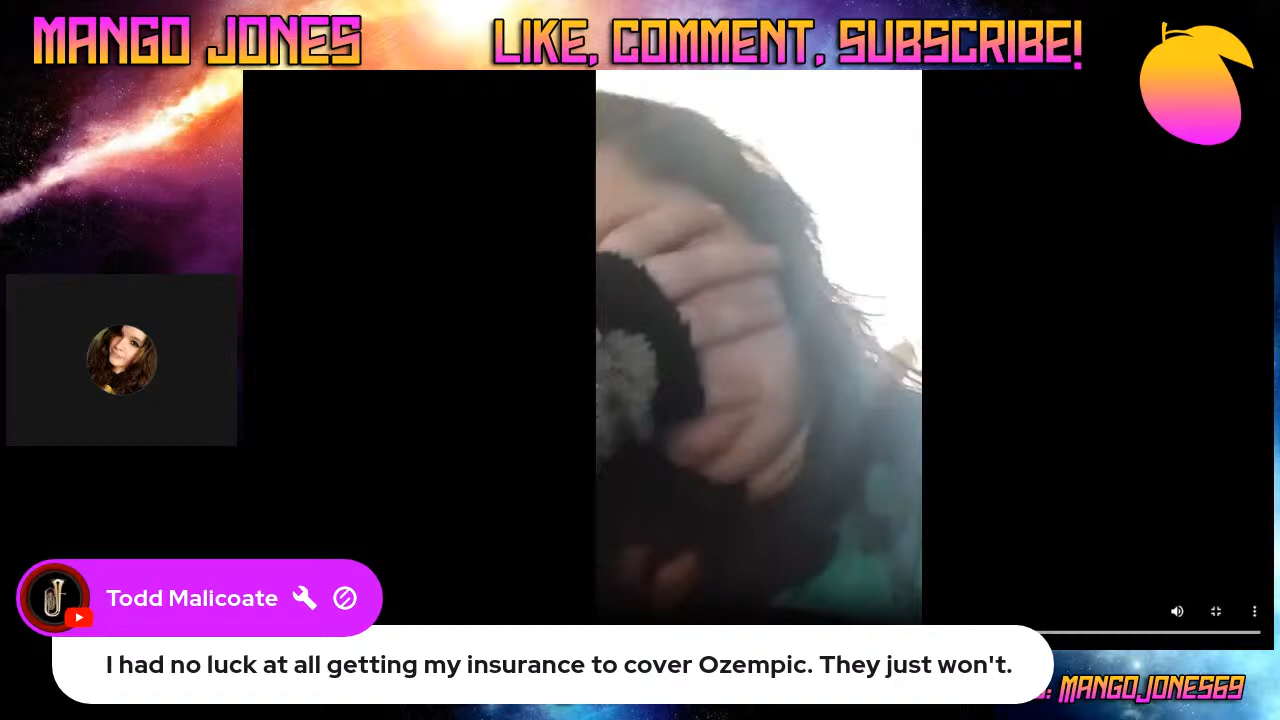 MANGO JONES
LIKE, COMMENT, SUBSCRIBE!
Todd Malicoate
I had no luck at all getting my insurance to cover Ozempic. They just won't.
: MANGOJONES69